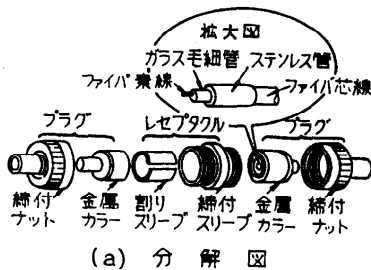 拡大図
ガラス毛細管 ステンレス管
ファイバ素線 ファイバ芯線
プラグ レセプタクル プラグ
締付ナット 金属カラー 割りスリーブ 締付スリーブ 金属カラー 締付ナット
(a) 分解図